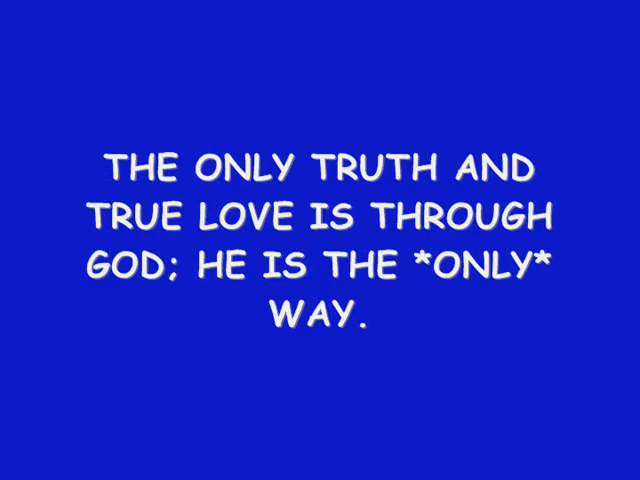 THE ONLY TRUTH AND
TRUE LOVE IS THROUGH
GOD; HE IS THE *ONLY*
WAY.